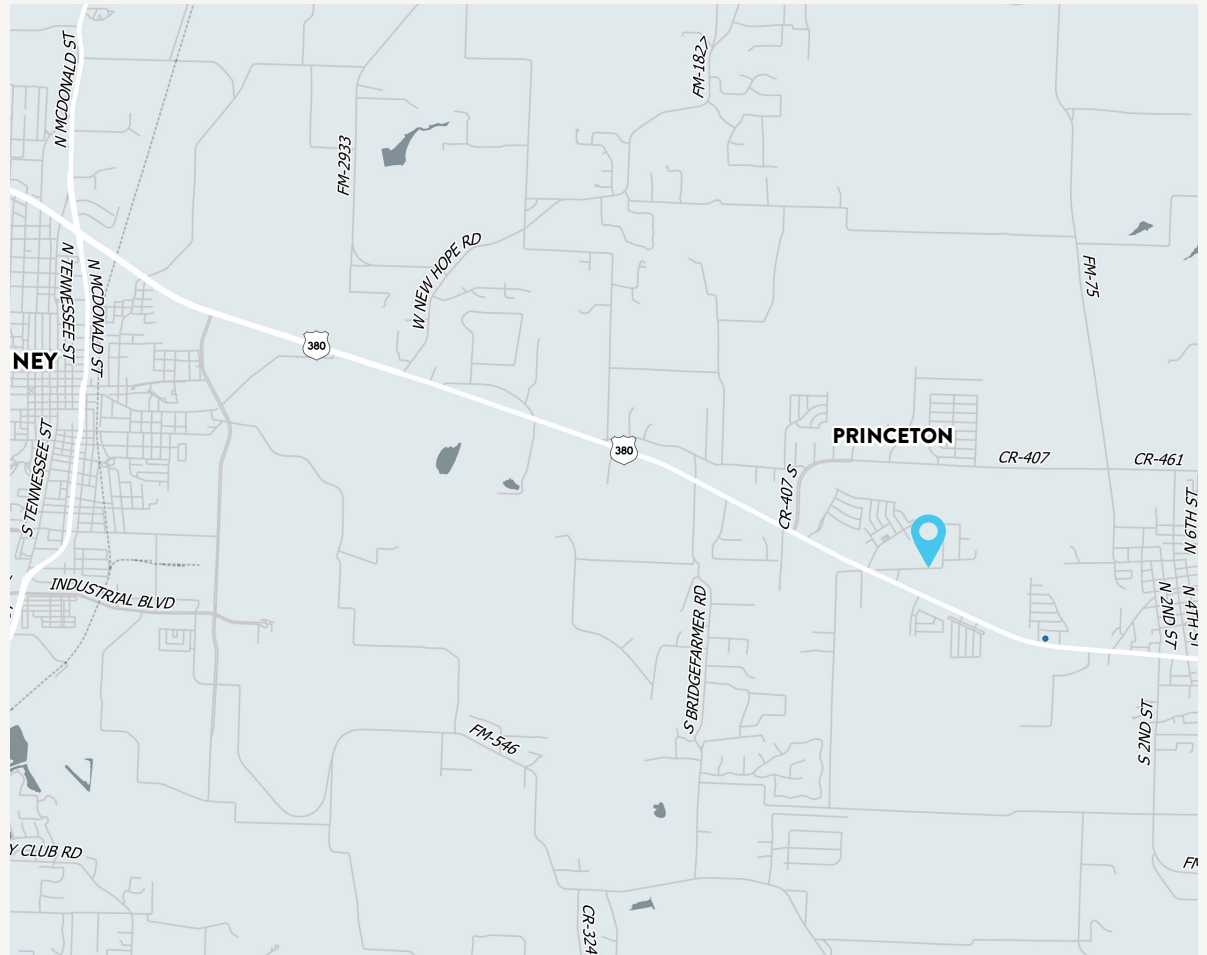 N MCDONALD ST
FM-1827
FM-2933
W NEW HOPE RD
N TENNESSEE ST
N MCDONALD ST
FM-75
380
NEY
380
PRINCETON
S TENNESSEE ST
CR-407
CR-461
CR-407 S
N 6TH ST
INDUSTRIAL BLVD
S BRIDGEFARMER RD
N 2ND ST
N 4TH ST
S 2ND ST
FM-546
Y CLUB RD
FM
CR-324